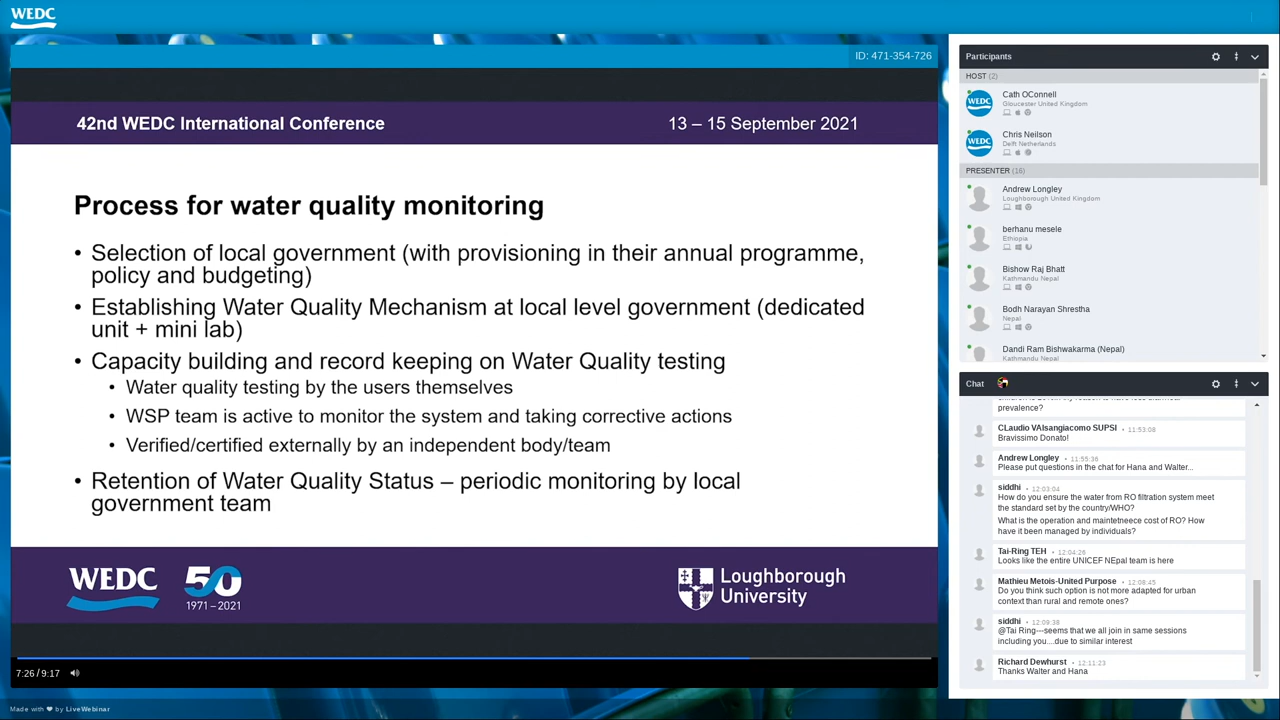 WEDC
ID: 471-354-726
42nd WEDC International Conference
13 – 15 September 2021
Process for water quality monitoring
• Selection of local government (with provisioning in their annual programme,
policy and budgeting)
• Establishing Water Quality Mechanism at local level government (dedicated
unit + mini lab)
• Capacity building and record keeping on Water Quality testing
• Water quality testing by the users themselves
• WSP team is active to monitor the system and taking corrective actions
• Verified/certified externally by an independent body/team
• Retention of Water Quality Status – periodic monitoring by local
government team
WEDC
50
1971–2021
Loughborough
University
7:26 / 9:17
Made with ❤ by LiveWebinar
Participants
HOST (2)
WEDC
Cath OConnell
Gloucester United Kingdom
WEDC
Chris Neilson
Delft Netherlands
PRESENTER (16)
Andrew Longley
Loughborough United Kingdom
berhanu mesele
Ethiopia
Bishow Raj Bhatt
Kathmandu Nepal
Bodh Narayan Shrestha
Nepal
Dandi Ram Bishwakarma (Nepal)
Kathmandu Nepal
Chat
prevalence?
CLaudio VAlsangiacomo SUPSI • 11:53:08
Bravissimo Donato!
Andrew Longley • 11:55:36
Please put questions in the chat for Hana and Walter...
siddhi • 12:03:04
How do you ensure the water from RO filtration system meet
the standard set by the country/WHO?
What is the operation and maintetneece cost of RO? How
have it been managed by individuals?
Tai-Ring TEH • 12:04:26
Looks like the entire UNICEF NEpal team is here
Mathieu Metois-United Purpose • 12:08:45
Do you think such option is not more adapted for urban
context than rural and remote ones?
siddhi • 12:09:38
@Tai Ring---seems that we all join in same sessions
including you....due to similar interest
Richard Dewhurst • 12:11:23
Thanks Walter and Hana